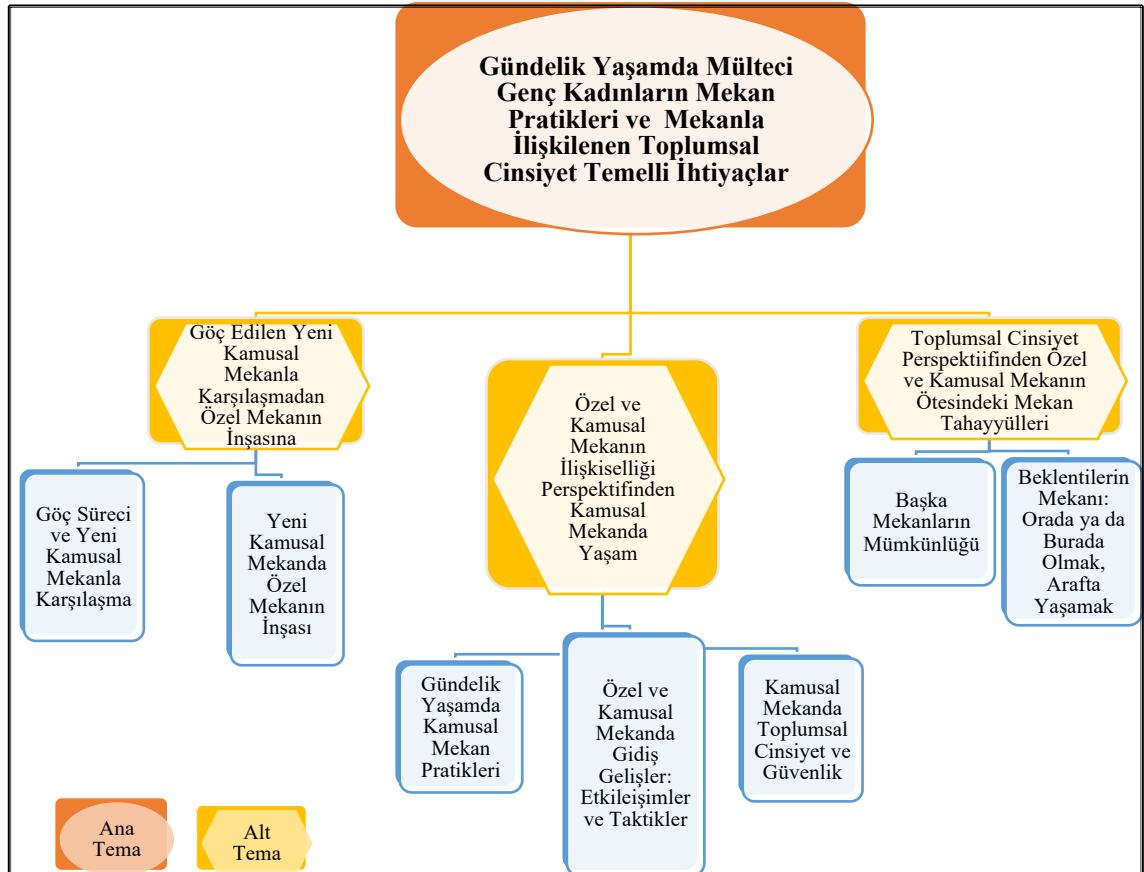 Gündelik Yaşamda Mülteci
Genç Kadınların Mekan
Pratikleri ve Mekanla
İlişkilenen Toplumsal
Cinsiyet Temelli İhtiyaçlar
Göç Edilen Yeni
Kamusal
Mekanla
Karşılaşmadan
Özel Mekanın
İnşasına
Özel ve
Kamusal
Mekanın
İlişkiselliği
Perspektifinden
Kamusal
Mekanda
Yaşam
Toplumsal Cinsiyet
Perspektiifinden Özel
ve Kamusal Mekanın
Ötesindeki Mekan
Tahayyülleri
Göç Süreci
ve Yeni
Kamusal
Mekanla
Karşılaşma
Yeni
Kamusal
Mekanda
Özel
Mekanın
İnşası
Başka
Mekanların
Mümkünlüğü
Beklentilerin
Mekanı:
Orada ya da
Burada
Olmak,
Arafta
Yaşamak
Gündelik
Yaşamda
Kamusal
Mekan
Pratikleri
Özel ve
Kamusal
Mekanda
Gidiş
Gelişler:
Etkileişimler
ve Taktikler
Kamusal
Mekanda
Toplumsal
Cinsiyet ve
Güvenlik
Ana
Tema
Alt
Tema